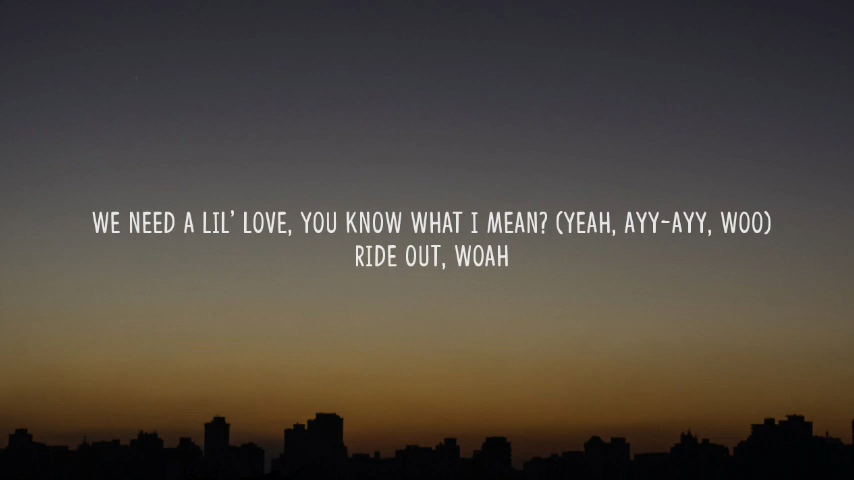 WE NEED A LIL' LOVE, YOU KNOW WHAT I MEAN? (YEAH, AYY-AYY, WOO)
RIDE OUT, WOAH